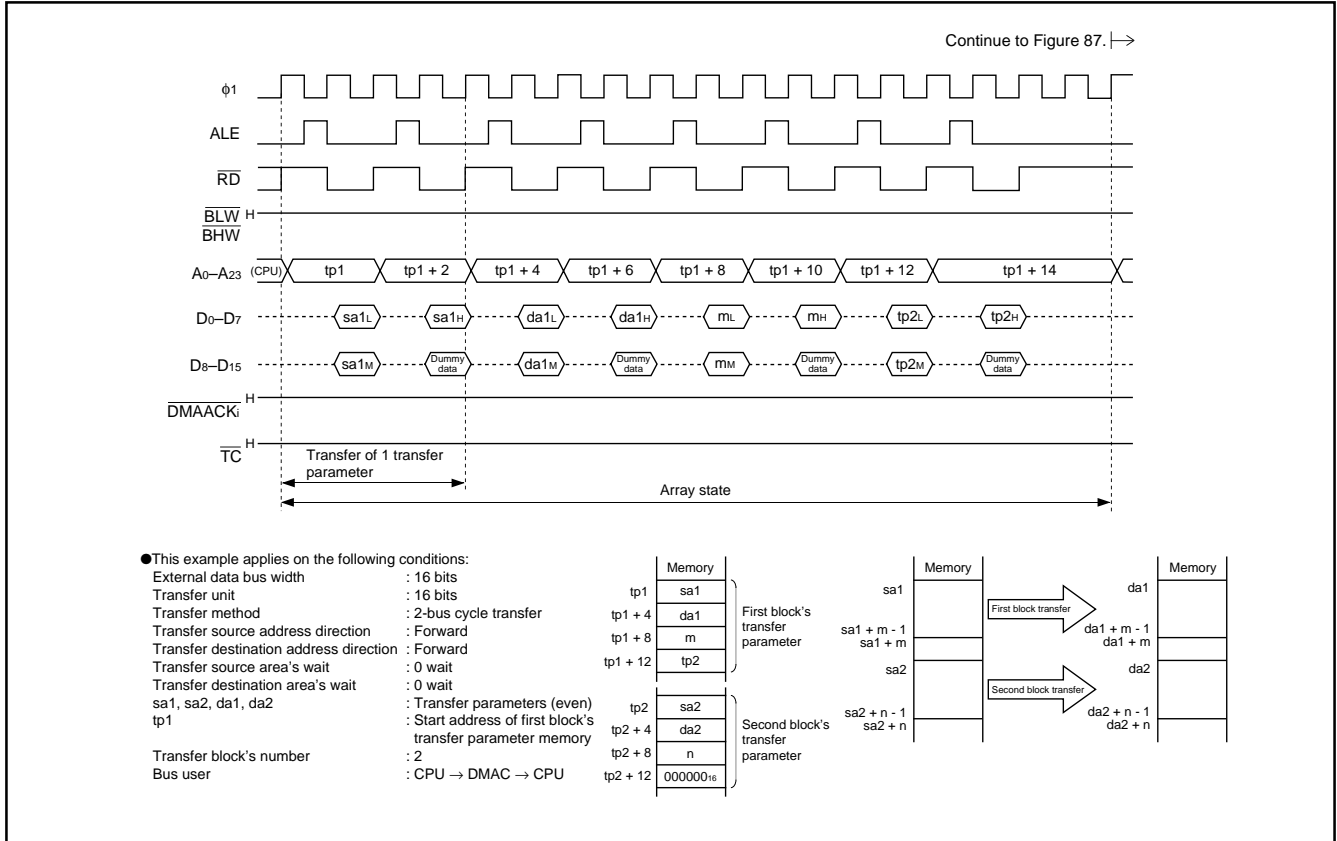 Continue to Figure 87.
ϕ1
ALE
RD
BLW H
BHW
A0–A23 (CPU) tp1 tp1 + 2 tp1 + 4 tp1 + 6 tp1 + 8 tp1 + 10 tp1 + 12 tp1 + 14
D0–D7 sa1L sa1H da1L da1H mL mH tp2L tp2H
D8–D15 sa1M Dummy data da1M Dummy data mM Dummy data tp2M Dummy data
DMAACKi H
TC H
Transfer of 1 transfer
parameter
Array state
●This example applies on the following conditions:
External data bus width : 16 bits
Transfer unit : 16 bits
Transfer method : 2-bus cycle transfer
Transfer source address direction : Forward
Transfer destination address direction : Forward
Transfer source area's wait : 0 wait
Transfer destination area's wait : 0 wait
sa1, sa2, da1, da2 : Transfer parameters (even)
tp1 : Start address of first block's
transfer parameter memory
Transfer block's number : 2
Bus user : CPU → DMAC → CPU
Memory
tp1 sa1
tp1 + 4 da1
tp1 + 8 m
tp1 + 12 tp2
First block's
transfer
parameter
tp2 sa2
tp2 + 4 da2
tp2 + 8 n
tp2 + 12 00000016
Second block's
transfer
parameter
Memory
sa1
sa1 + m - 1
sa1 + m
sa2
sa2 + n - 1
sa2 + n
First block transfer
Second block transfer
Memory
da1
da1 + m - 1
da1 + m
da2
da2 + n - 1
da2 + n